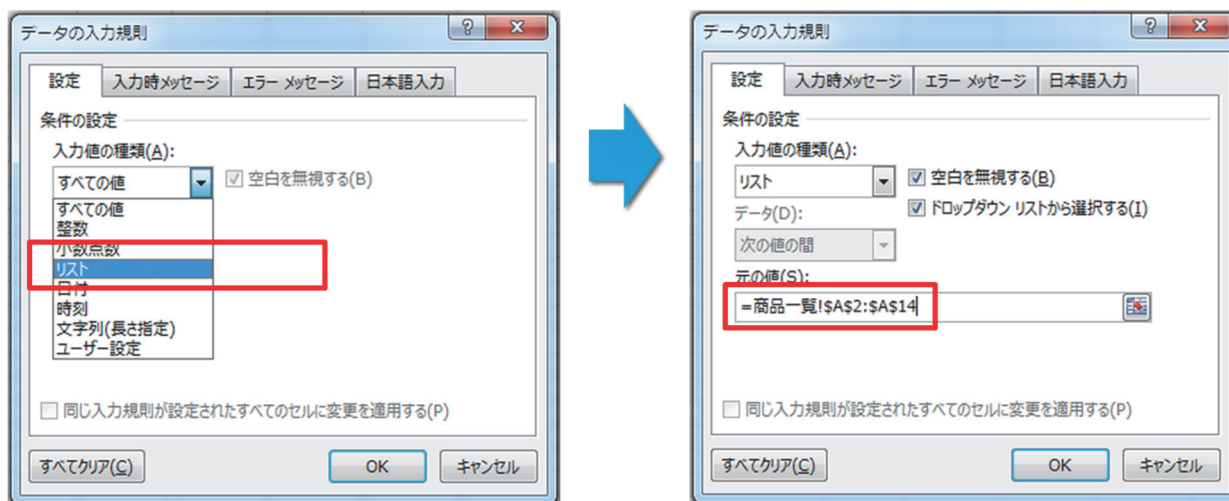 データの入力規則
設定 入力時メッセージ エラー メッセージ 日本語入力
条件の設定
入力値の種類(A):
すべての値 空白を無視する(B)
すべての値
整数
小数点数
リスト
日付
時刻
文字列(長さ指定)
ユーザー設定
同じ入力規則が設定されたすべてのセルに変更を適用する(P)
すべてクリア(C) OK キャンセル
データの入力規則
設定 入力時メッセージ エラー メッセージ 日本語入力
条件の設定
入力値の種類(A):
リスト 空白を無視する(B)
データ(D): ドロップダウン リストから選択する(I)
次の値の間
元の値(S):
=商品一覧!$A$2:$A$14
同じ入力規則が設定されたすべてのセルに変更を適用する(P)
すべてクリア(C) OK キャンセル